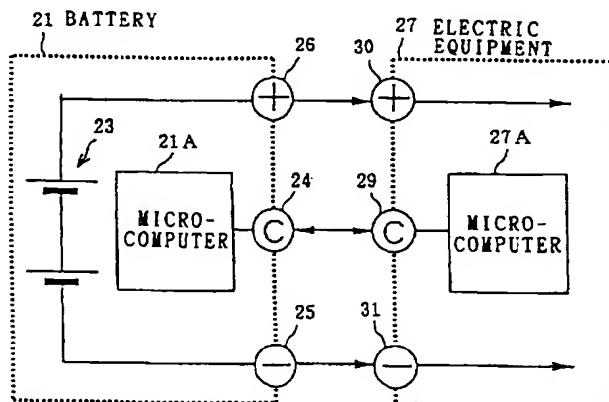 21 BATTERY
26
30
27 ELECTRIC
EQUIPMENT
+
+
23
21A
24
29
27A
MICRO-
COMPUTER
C
C
MICRO-
COMPUTER
25
31
−
−